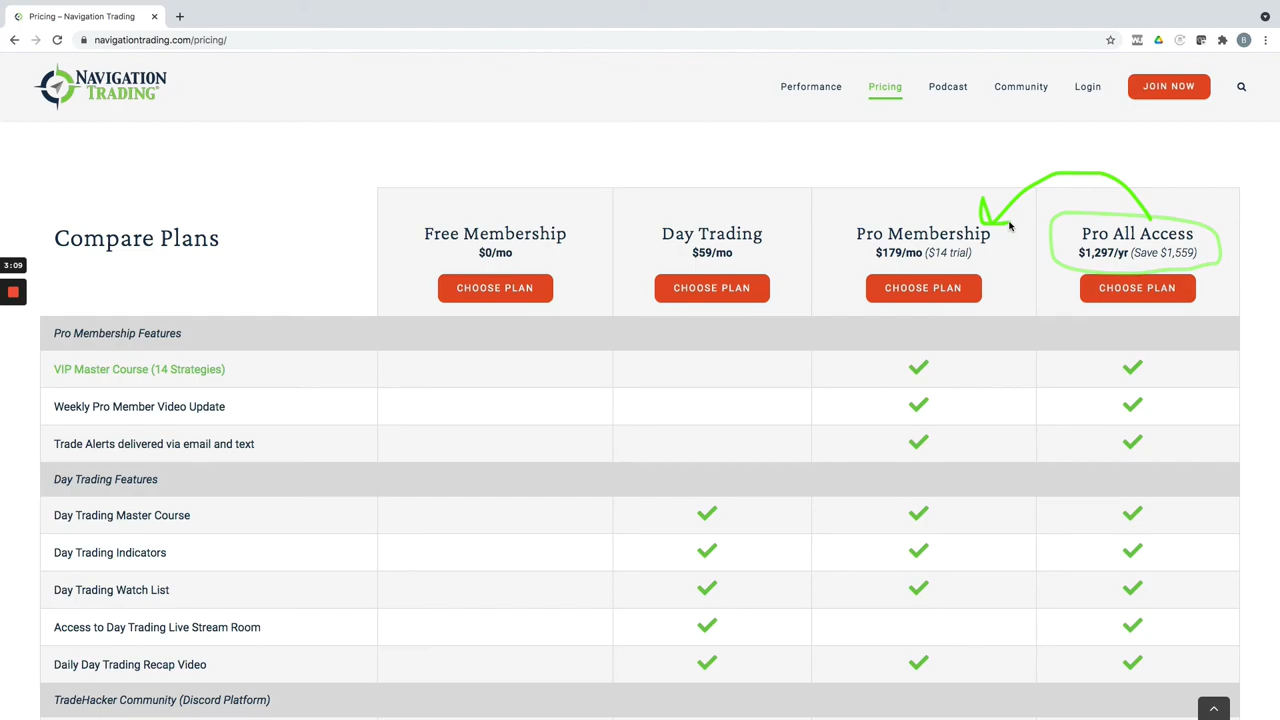 Pricing – Navigation Trading
navigationtrading.com/pricing/
B
NAVIGATION
TRADING®
Performance
Pricing
Podcast
Community
Login
JOIN NOW
Compare Plans
Free Membership
$0/mo
CHOOSE PLAN
Day Trading
$59/mo
CHOOSE PLAN
Pro Membership
$179/mo ($14 trial)
CHOOSE PLAN
Pro All Access
$1,297/yr (Save $1,559)
CHOOSE PLAN
3:09
Pro Membership Features
VIP Master Course (14 Strategies)
Weekly Pro Member Video Update
Trade Alerts delivered via email and text
Day Trading Features
Day Trading Master Course
Day Trading Indicators
Day Trading Watch List
Access to Day Trading Live Stream Room
Daily Day Trading Recap Video
TradeHacker Community (Discord Platform)